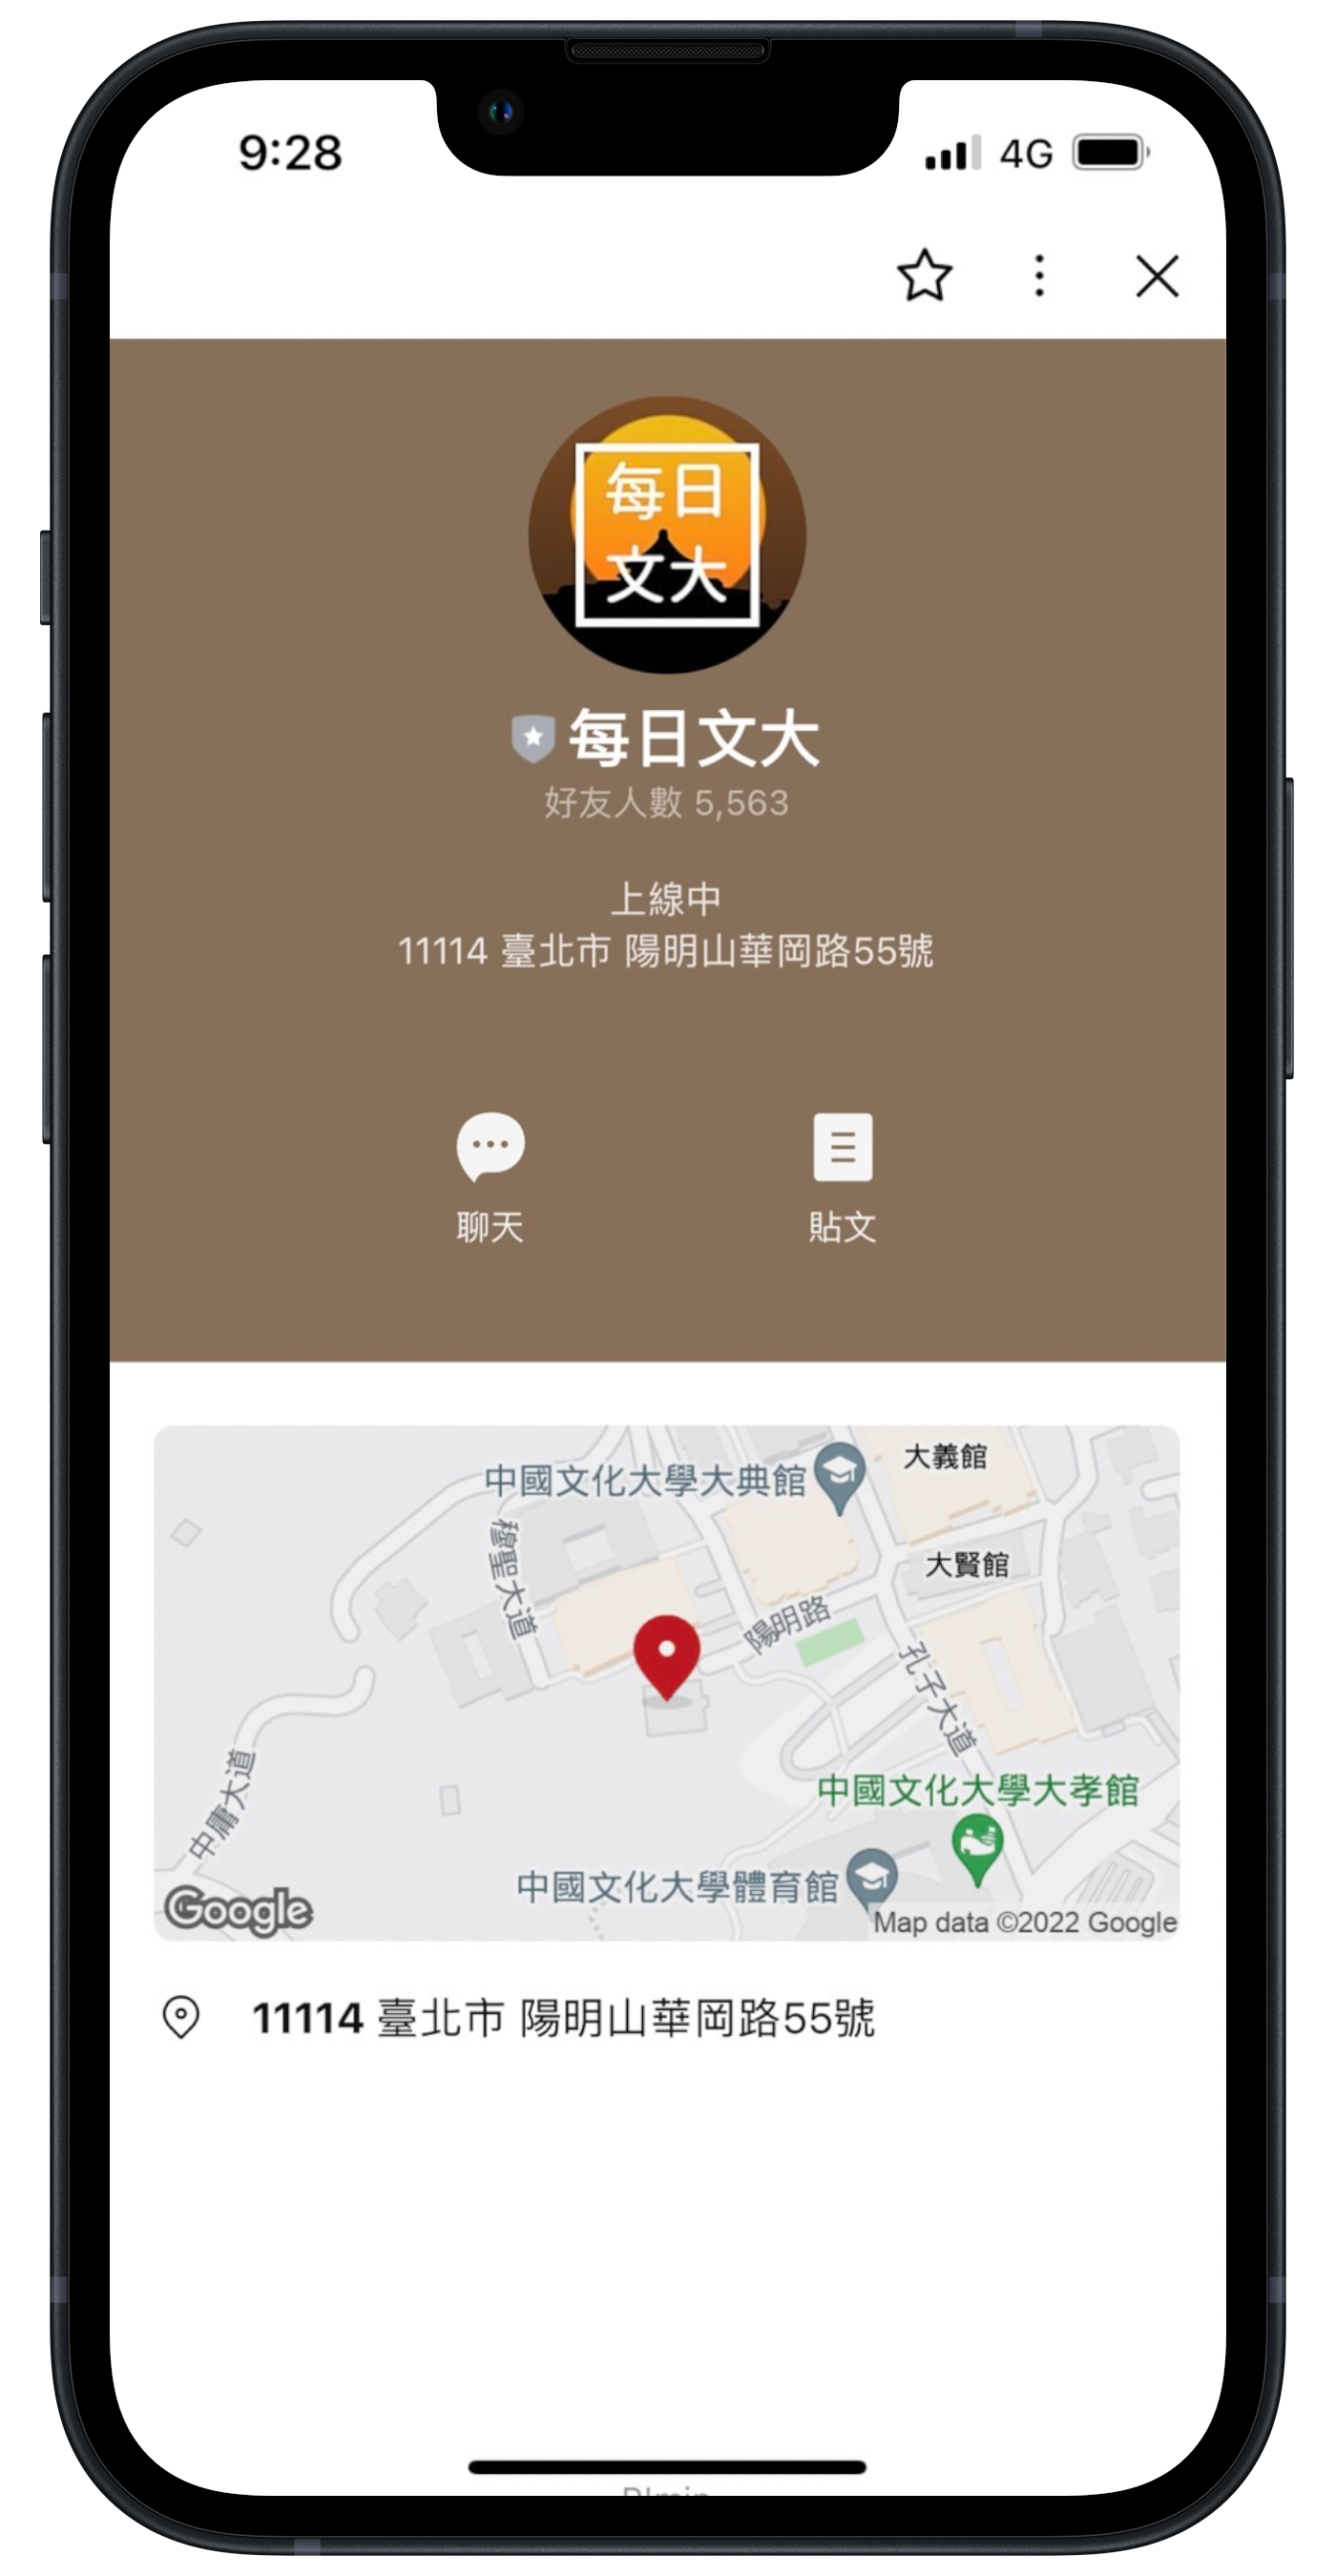 9:28
4G
每日
文大
每日文大
好友人數 5,563
上線中
11114 臺北市 陽明山華岡路55號
聊天
貼文
大義館
中國文化大學大典館
穆聖大道
大賢館
陽明路
孔子大道
中庸大道
中國文化大學大孝館
中國文化大學體育館
Google
Map data ©2022 Google
11114 臺北市 陽明山華岡路55號